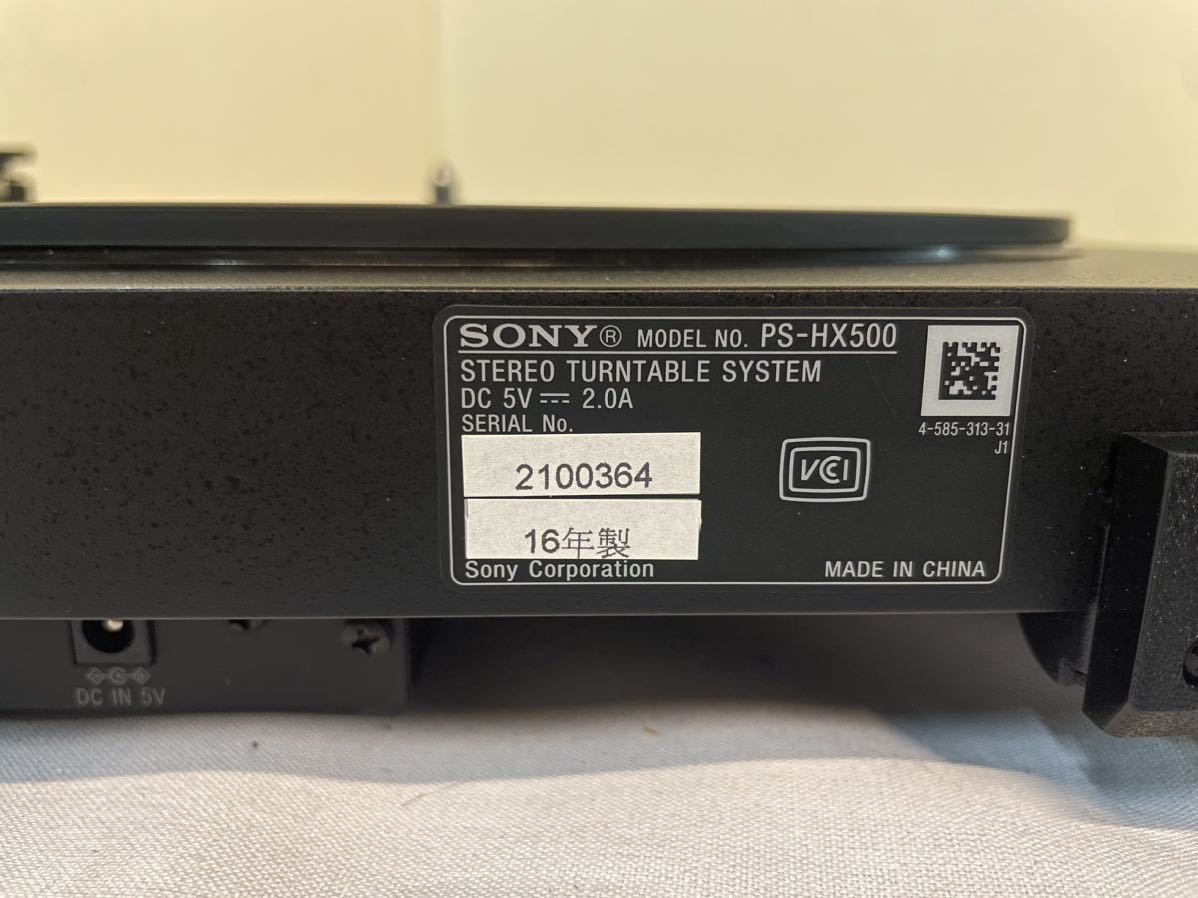 SONY® MODEL NO. PS-HX500
STEREO TURNTABLE SYSTEM
DC 5V ⎓ 2.0A
SERIAL No.
2100364
16年製
Sony Corporation
4-585-313-31
J1
VCCI
MADE IN CHINA
DC IN 5V